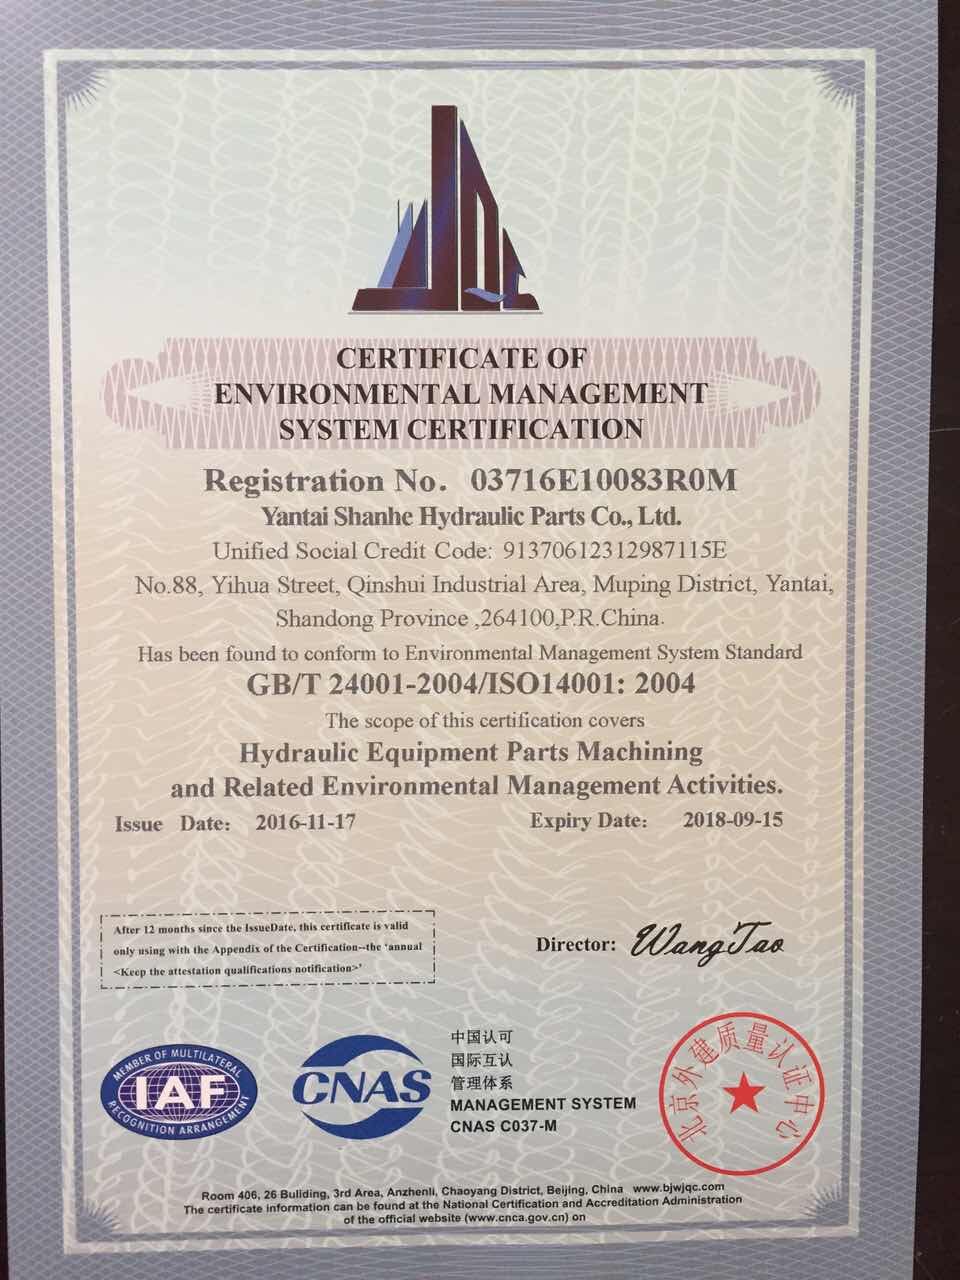 CERTIFICATE OF
ENVIRONMENTAL MANAGEMENT
SYSTEM CERTIFICATION
Registration No. 03716E10083R0M
Yantai Shanhe Hydraulic Parts Co., Ltd.
Unified Social Credit Code: 91370612312987115E
No.88, Yihua Street, Qinshui Industrial Area, Muping District, Yantai,
Shandong Province ,264100,P.R.China.
Has been found to conform to Environmental Management System Standard
GB/T 24001-2004/ISO14001: 2004
The scope of this certification covers
Hydraulic Equipment Parts Machining
and Related Environmental Management Activities.
Issue Date: 2016-11-17 Expiry Date: 2018-09-15
After 12 months since the IssueDate, this certificate is valid
only using with the Appendix of the Certification--the 'annual
<Keep the attestation qualifications notification>'
Director: WangTao
MEMBER OF MULTILATERAL
IAF
RECOGNITION ARRANGEMENT
CNAS
中国认可
国际互认
管理体系
MANAGEMENT SYSTEM
CNAS C037-M
北京外建质量认证中心
Room 406, 26 Buliding, 3rd Area, Anzhenli, Chaoyang District, Beijing, China www.bjwjqc.com
The certificate information can be found at the National Certification and Accreditation Administration
of the official website (www.cnca.gov.cn) on